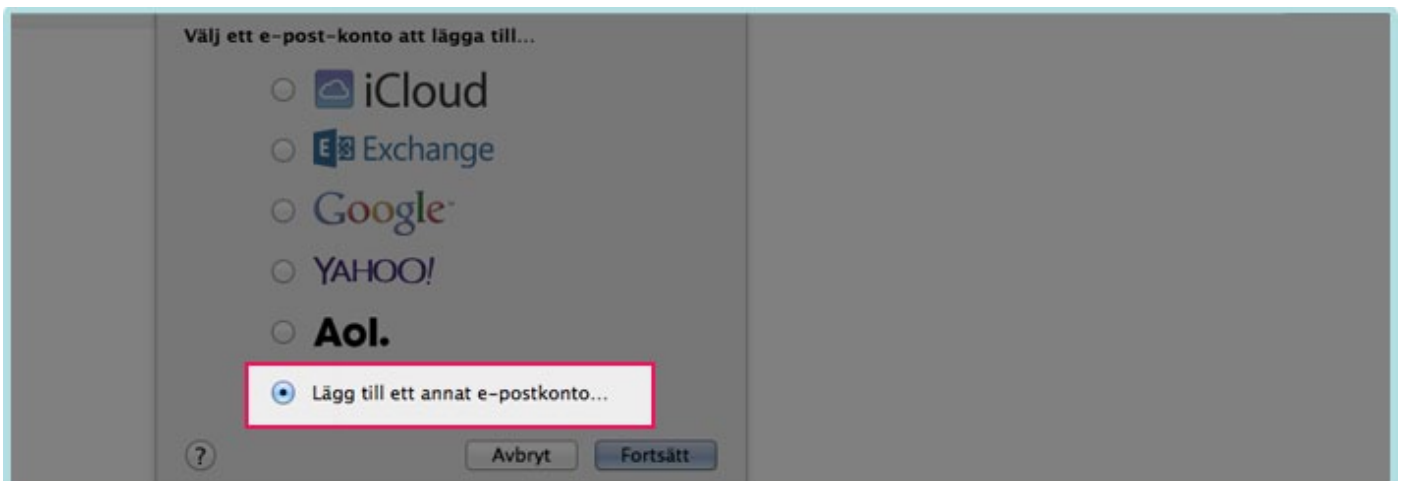 Välj ett e-post-konto att lägga till...
iCloud
E Exchange
Google
YAHOO!
Aol.
Lägg till ett annat e-postkonto...
? Avbryt Fortsätt